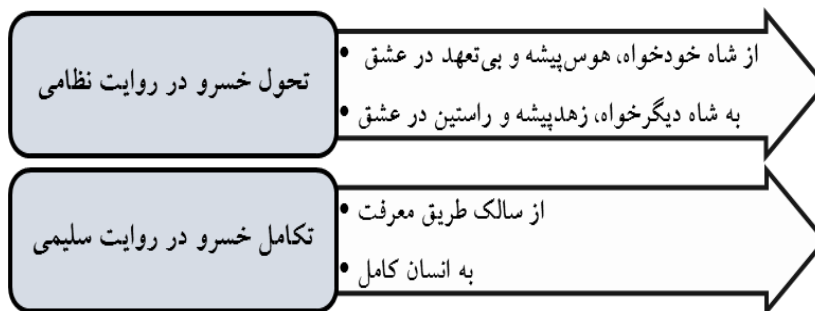 تحول خسرو در روایت نظامی
• از شاه خودخواه، هوس‌پیشه و بی‌تعهد در عشق
• به شاه دیگرخواه، زهدپیشه و راستین در عشق
تکامل خسرو در روایت سلیمی
• از سالک طریق معرفت
• به انسان کامل